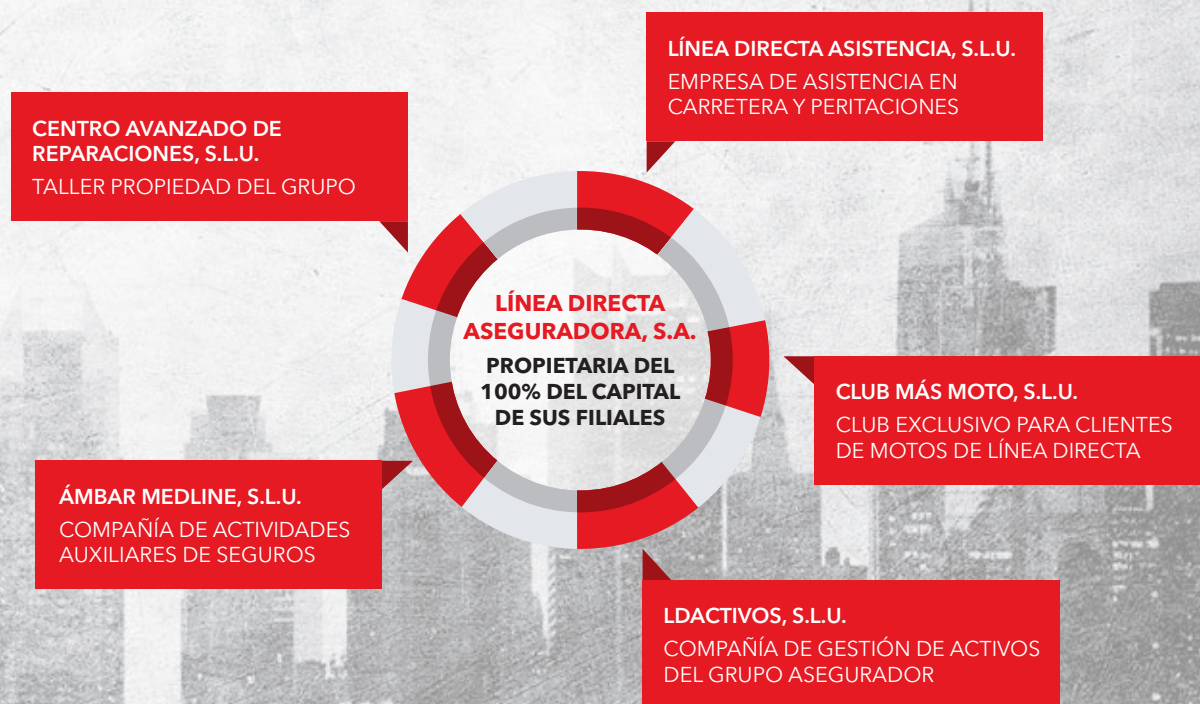 LÍNEA DIRECTA ASISTENCIA, S.L.U.
EMPRESA DE ASISTENCIA EN
CARRETERA Y PERITACIONES
CENTRO AVANZADO DE
REPARACIONES, S.L.U.
TALLER PROPIEDAD DEL GRUPO
LÍNEA DIRECTA
ASEGURADORA, S.A.
PROPIETARIA DEL
100% DEL CAPITAL
DE SUS FILIALES
CLUB MÁS MOTO, S.L.U.
CLUB EXCLUSIVO PARA CLIENTES
DE MOTOS DE LÍNEA DIRECTA
ÁMBAR MEDLINE, S.L.U.
COMPAÑÍA DE ACTIVIDADES
AUXILIARES DE SEGUROS
LDACTIVOS, S.L.U.
COMPAÑÍA DE GESTIÓN DE ACTIVOS
DEL GRUPO ASEGURADOR